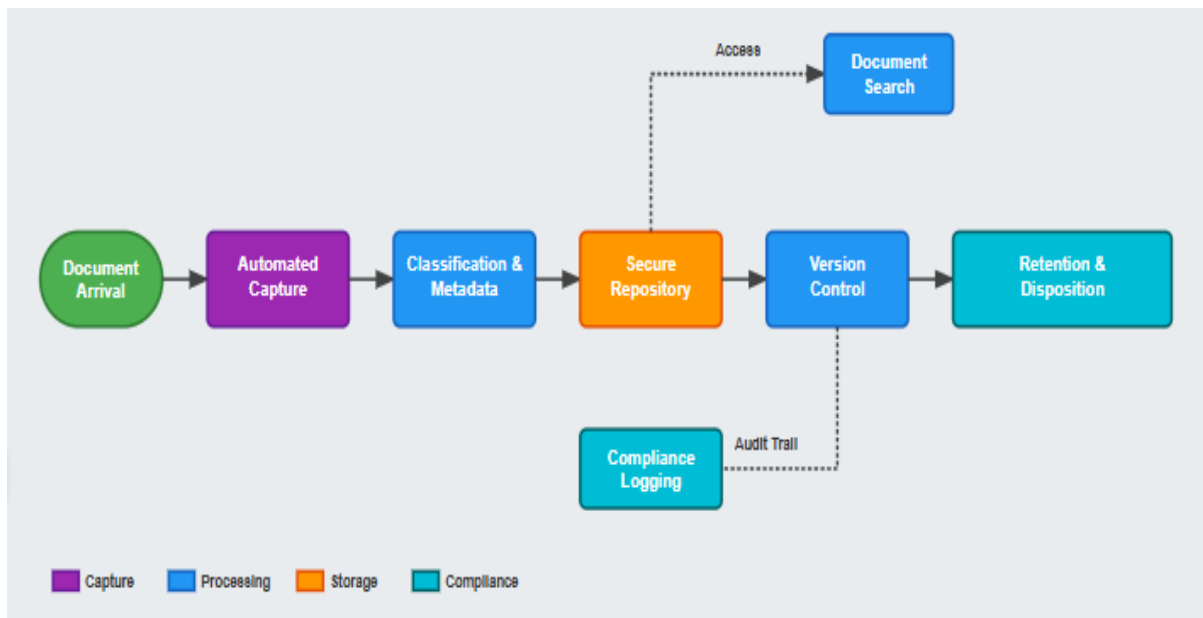 Access
Document
Search
Document
Arrival
Automated
Capture
Classification &
Metadata
Secure
Repository
Version
Control
Retention &
Disposition
Compliance
Logging
Audit Trail
Capture
Processing
Storage
Compliance